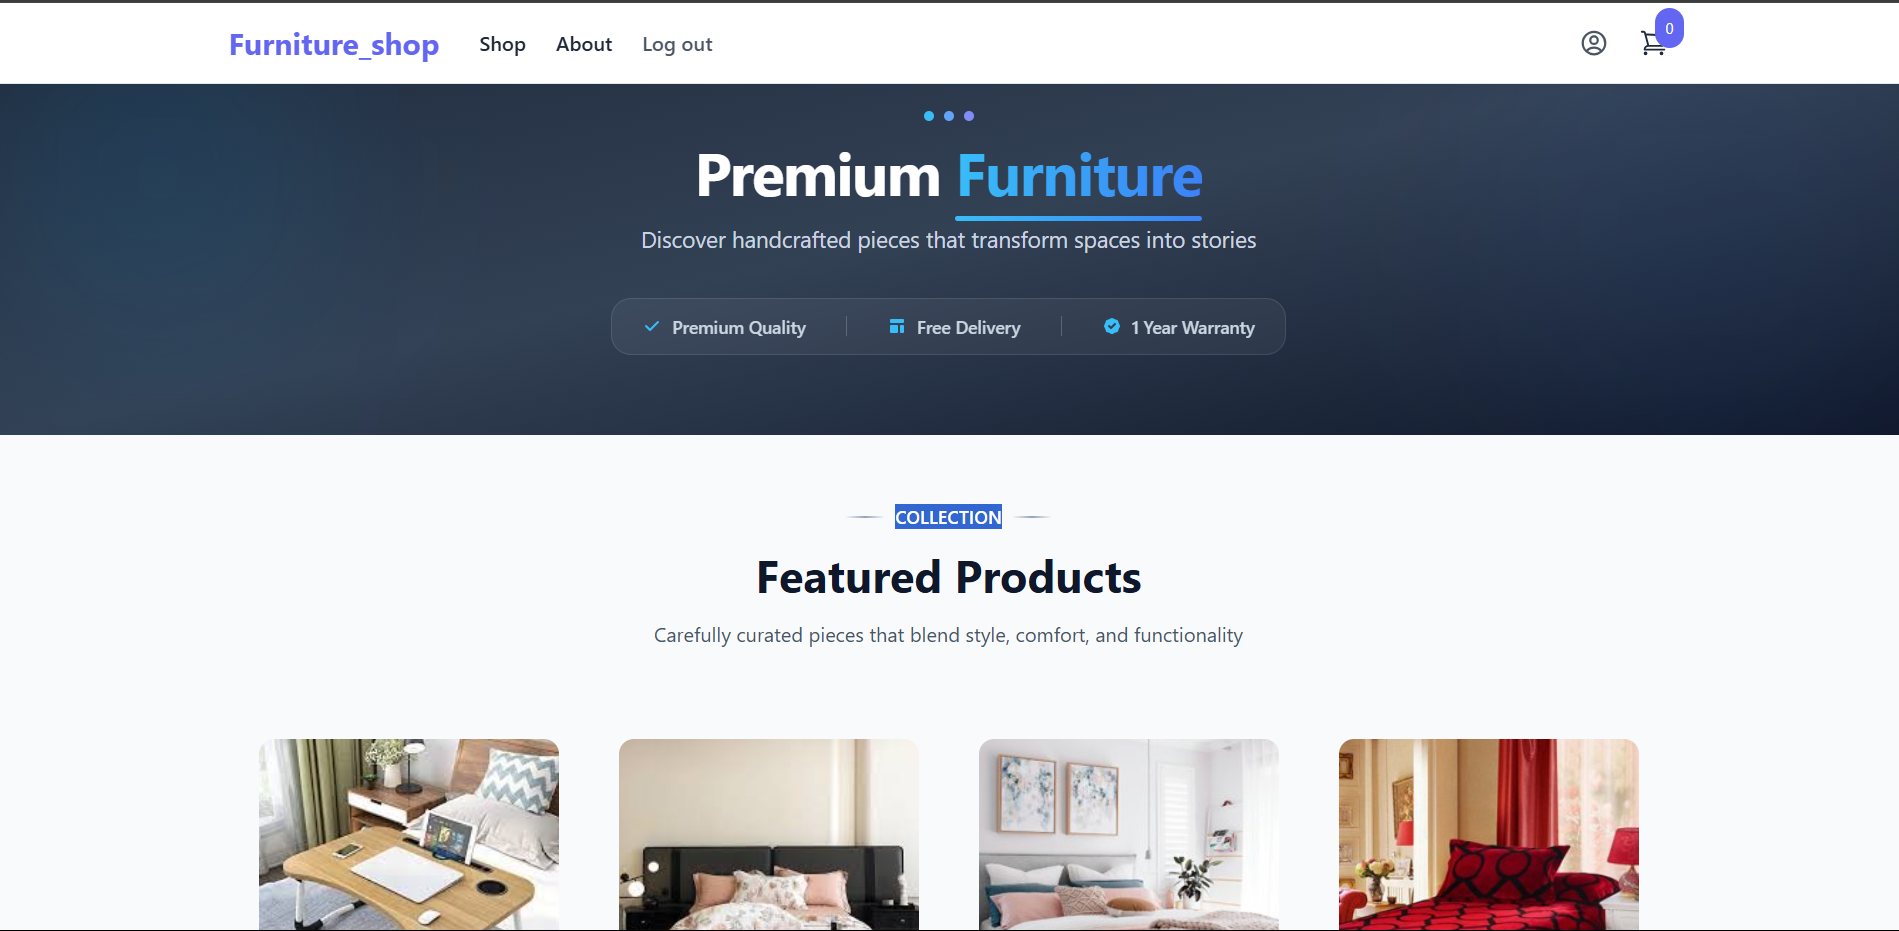 Furniture_shop Shop About Log out 0
Premium Furniture
Discover handcrafted pieces that transform spaces into stories
Premium Quality Free Delivery 1 Year Warranty
COLLECTION
Featured Products
Carefully curated pieces that blend style, comfort, and functionality